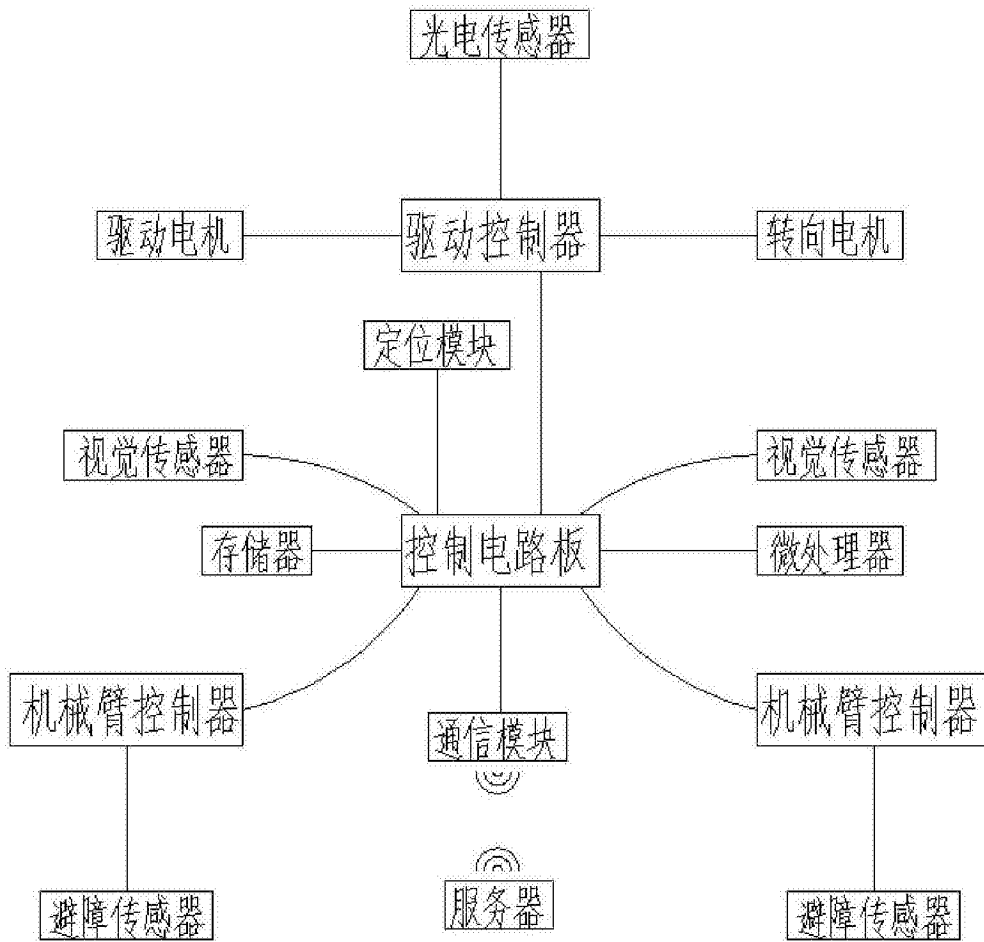 光电传感器
驱动电机
驱动控制器
转向电机
定位模块
视觉传感器
视觉传感器
存储器
控制电路板
微处理器
机械臂控制器
通信模块
机械臂控制器
避障传感器
服务器
避障传感器